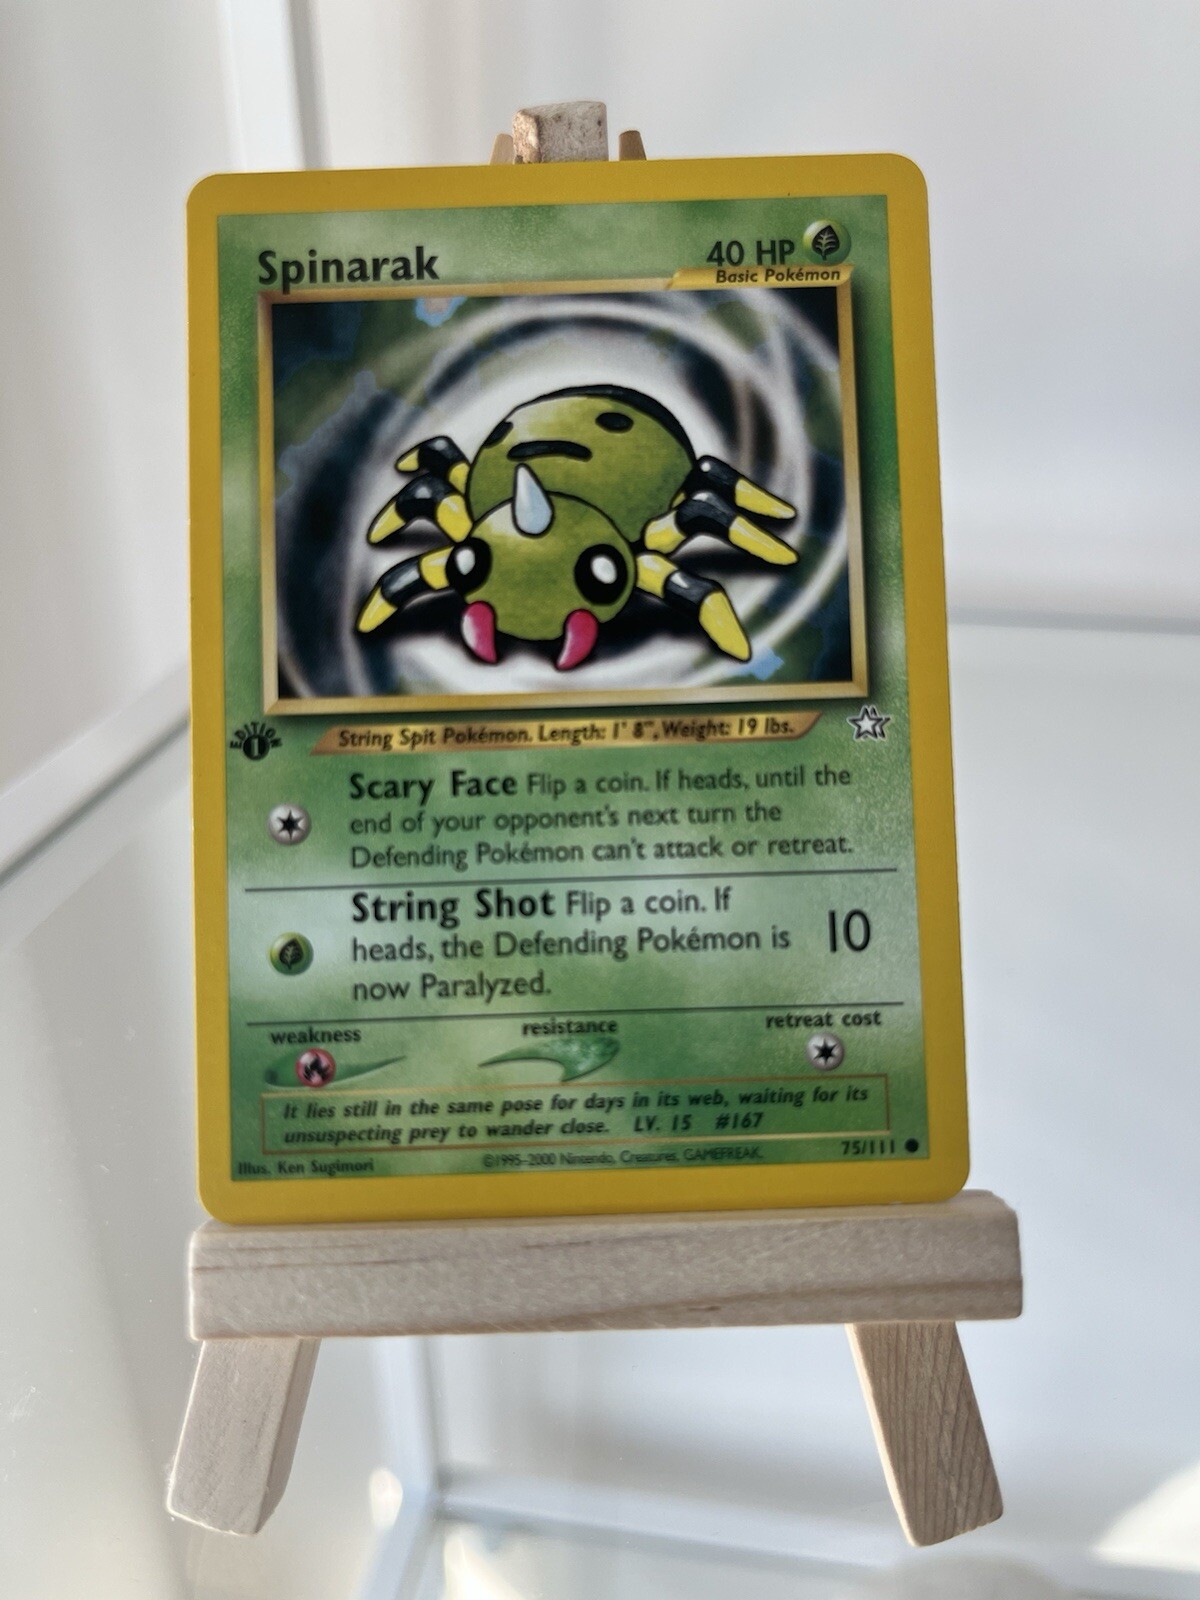 Spinarak
40 HP
Basic Pokémon
EDITION
1
String Spit Pokémon. Length: 1' 8", Weight: 19 lbs.
Scary Face Flip a coin. If heads, until the
end of your opponent's next turn the
Defending Pokémon can't attack or retreat.
String Shot Flip a coin. If
heads, the Defending Pokémon is
now Paralyzed.
10
weakness
resistance
retreat cost
It lies still in the same pose for days in its web, waiting for its
unsuspecting prey to wander close. LV. 15 #167
Illus. Ken Sugimori
©1995-2000 Nintendo, Creatures, GAMEFREAK.
75/111